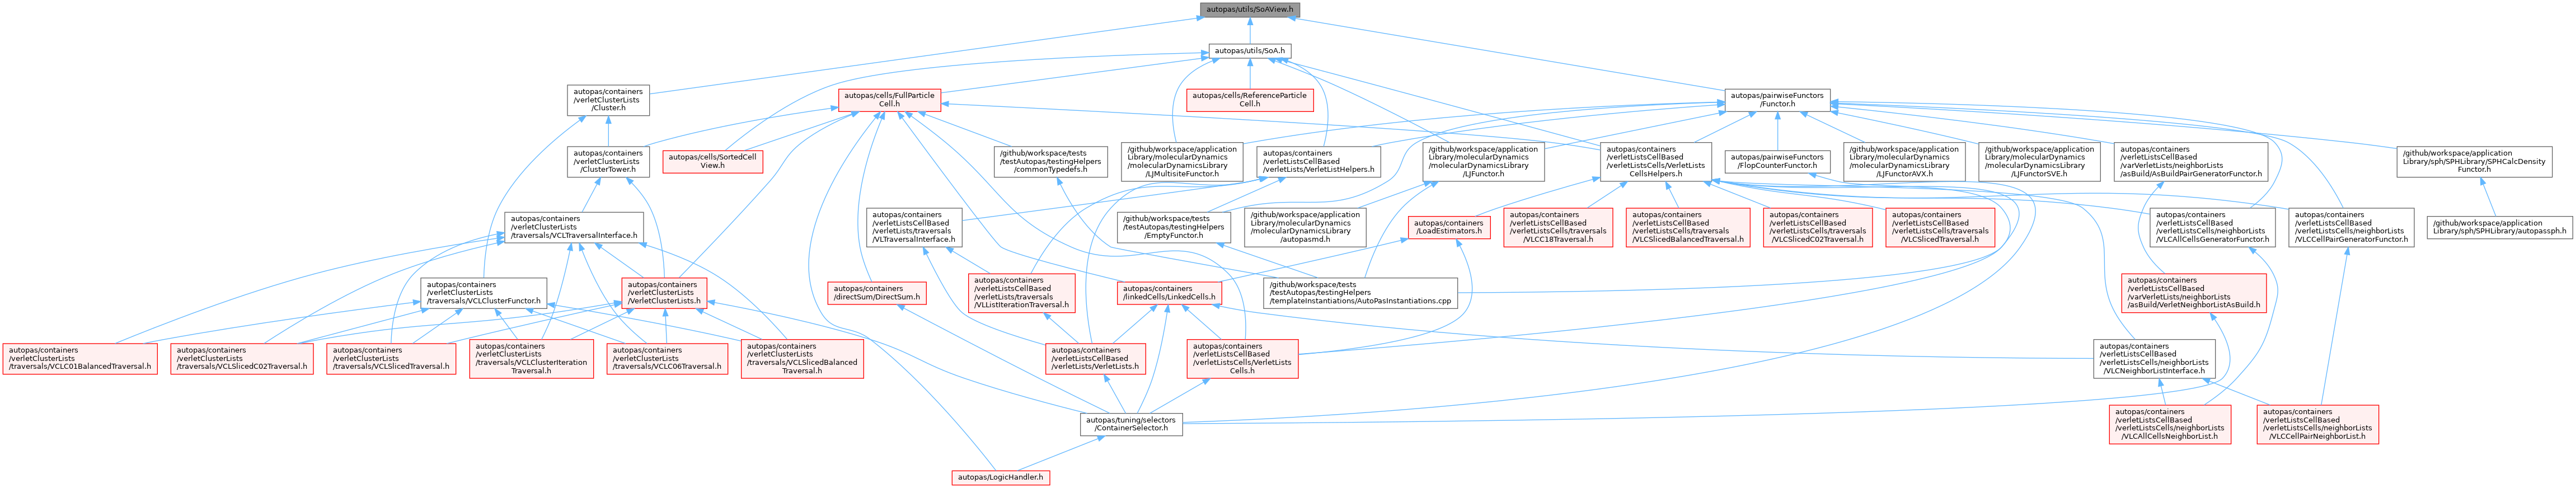 autopas/utils/SoAView.h
autopas/utils/SoA.h
autopas/containers
/verletClusterLists
/Cluster.h
autopas/cells/FullParticle
Cell.h
autopas/cells/ReferenceParticle
Cell.h
autopas/pairwiseFunctors
/Functor.h
autopas/containers
/verletClusterLists
/ClusterTower.h
autopas/cells/SortedCell
View.h
/github/workspace/tests
/testAutopas/testingHelpers
/commonTypedefs.h
/github/workspace/application
Library/molecularDynamics
/molecularDynamicsLibrary
/LJMultisiteFunctor.h
autopas/containers
/verletListsCellBased
/verletLists/VerletListHelpers.h
/github/workspace/application
Library/molecularDynamics
/molecularDynamicsLibrary
/LJFunctor.h
autopas/containers
/verletListsCellBased
/verletListsCells/VerletLists
CellsHelpers.h
autopas/pairwiseFunctors
/FlopCounterFunctor.h
/github/workspace/application
Library/molecularDynamics
/molecularDynamicsLibrary
/LJFunctorAVX.h
/github/workspace/application
Library/molecularDynamics
/molecularDynamicsLibrary
/LJFunctorSVE.h
autopas/containers
/verletListsCellBased
/varVerletLists/neighborLists
/asBuild/AsBuildPairGeneratorFunctor.h
/github/workspace/application
Library/sph/SPHLibrary/SPHCalcDensity
Functor.h
autopas/containers
/verletClusterLists
/traversals/VCLTraversalInterface.h
autopas/containers
/verletListsCellBased
/verletLists/traversals
/VLTraversalInterface.h
/github/workspace/tests
/testAutopas/testingHelpers
/EmptyFunctor.h
/github/workspace/application
Library/molecularDynamics
/molecularDynamicsLibrary
/autopasmd.h
autopas/containers
/LoadEstimators.h
autopas/containers
/verletListsCellBased
/verletListsCells/traversals
/VLCC18Traversal.h
autopas/containers
/verletListsCellBased
/verletListsCells/traversals
/VLCSlicedBalancedTraversal.h
autopas/containers
/verletListsCellBased
/verletListsCells/traversals
/VLCSlicedC02Traversal.h
autopas/containers
/verletListsCellBased
/verletListsCells/traversals
/VLCSlicedTraversal.h
autopas/containers
/verletListsCellBased
/verletListsCells/neighborLists
/VLCAllCellsGeneratorFunctor.h
autopas/containers
/verletListsCellBased
/verletListsCells/neighborLists
/VLCCellPairGeneratorFunctor.h
/github/workspace/application
Library/sph/SPHLibrary/autopassph.h
autopas/containers
/verletClusterLists
/traversals/VCLClusterFunctor.h
autopas/containers
/verletClusterLists
/VerletClusterLists.h
autopas/containers
/directSum/DirectSum.h
autopas/containers
/verletListsCellBased
/verletLists/traversals
/VLListIterationTraversal.h
autopas/containers
/linkedCells/LinkedCells.h
/github/workspace/tests
/testAutopas/testingHelpers
/templateInstantiations/AutoPasInstantiations.cpp
autopas/containers
/verletListsCellBased
/varVerletLists/neighborLists
/asBuild/VerletNeighborListAsBuild.h
autopas/containers
/verletClusterLists
/traversals/VCLC01BalancedTraversal.h
autopas/containers
/verletClusterLists
/traversals/VCLSlicedC02Traversal.h
autopas/containers
/verletClusterLists
/traversals/VCLSlicedTraversal.h
autopas/containers
/verletClusterLists
/traversals/VCLClusterIteration
Traversal.h
autopas/containers
/verletClusterLists
/traversals/VCLC06Traversal.h
autopas/containers
/verletClusterLists
/traversals/VCLSlicedBalanced
Traversal.h
autopas/containers
/verletListsCellBased
/verletLists/VerletLists.h
autopas/containers
/verletListsCellBased
/verletListsCells/VerletLists
Cells.h
autopas/containers
/verletListsCellBased
/verletListsCells/neighborLists
/VLCNeighborListInterface.h
autopas/tuning/selectors
/ContainerSelector.h
autopas/containers
/verletListsCellBased
/verletListsCells/neighborLists
/VLCAllCellsNeighborList.h
autopas/containers
/verletListsCellBased
/verletListsCells/neighborLists
/VLCCellPairNeighborList.h
autopas/LogicHandler.h